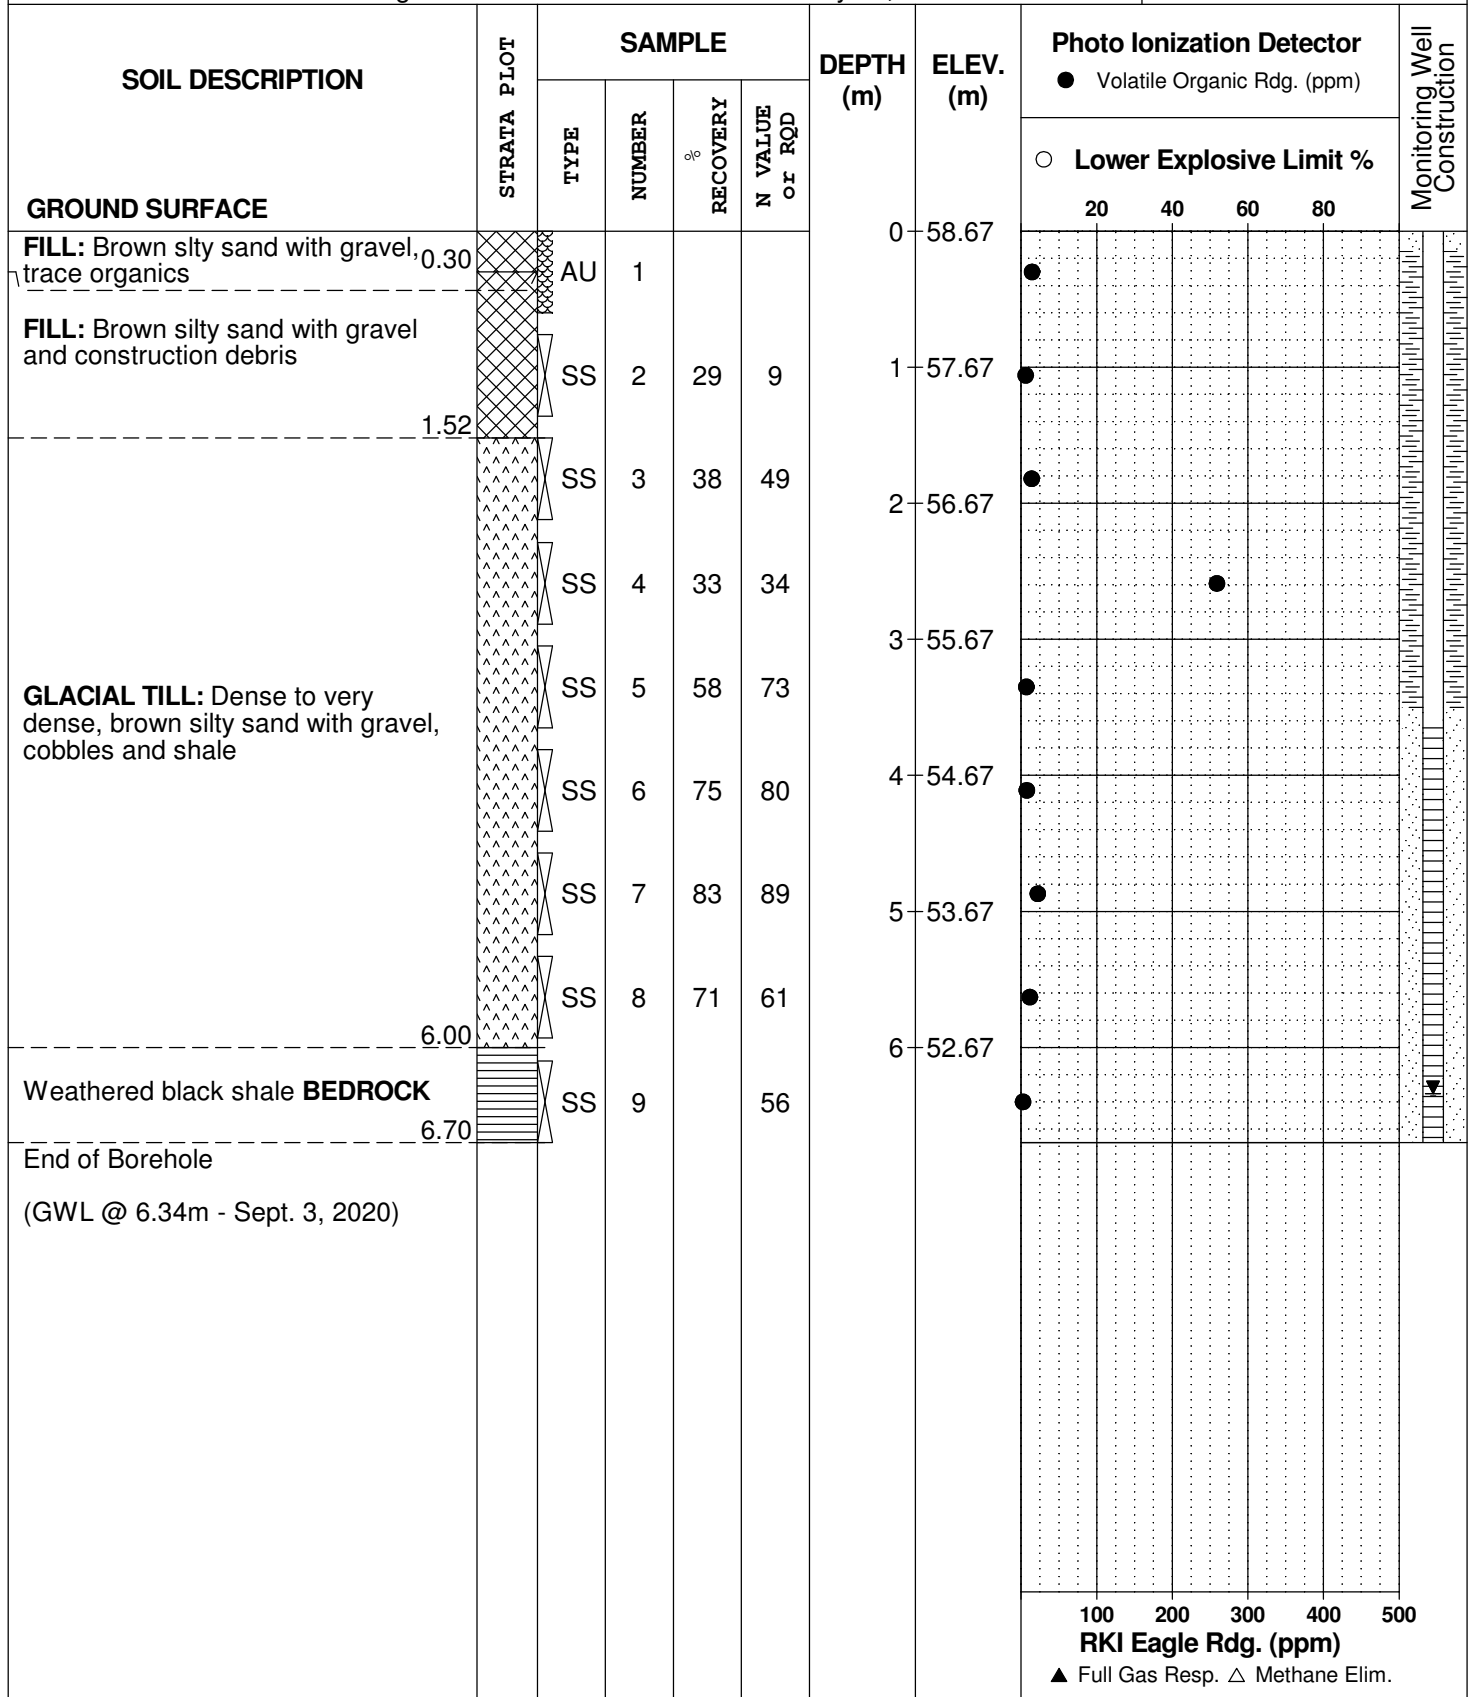 SOIL DESCRIPTION
GROUND SURFACE
STRATA PLOT
SAMPLE
TYPE
NUMBER
%
RECOVERY
N VALUE
or RQD
DEPTH
(m)
ELEV.
(m)
Photo Ionization Detector
● Volatile Organic Rdg. (ppm)
○ Lower Explosive Limit %
20 40 60 80
Monitoring Well
Construction
0 58.67
FILL: Brown slty sand with gravel, 0.30
trace organics
AU 1
FILL: Brown silty sand with gravel
and construction debris
1 57.67
SS 2 29 9
1.52
SS 3 38 49
2 56.67
SS 4 33 34
3 55.67
GLACIAL TILL: Dense to very
dense, brown silty sand with gravel,
cobbles and shale
SS 5 58 73
4 54.67
SS 6 75 80
SS 7 83 89
5 53.67
SS 8 71 61
6.00
6 52.67
Weathered black shale BEDROCK
SS 9 56
6.70
End of Borehole
(GWL @ 6.34m - Sept. 3, 2020)
100 200 300 400 500
RKI Eagle Rdg. (ppm)
▲ Full Gas Resp. △ Methane Elim.